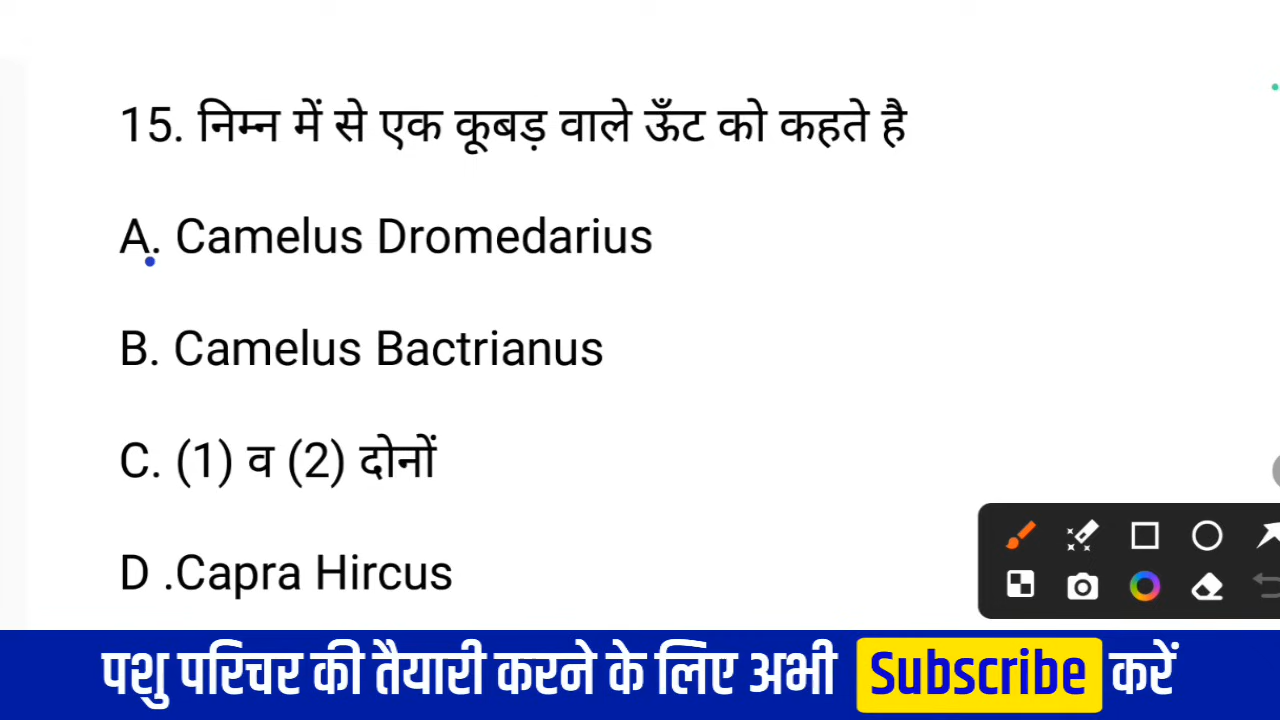 15. निम्न में से एक कूबड़ वाले ऊँट को कहते है
A. Camelus Dromedarius
B. Camelus Bactrianus
C. (1) व (2) दोनों
D .Capra Hircus
पशु परिचर की तैयारी करने के लिए अभी Subscribe करें